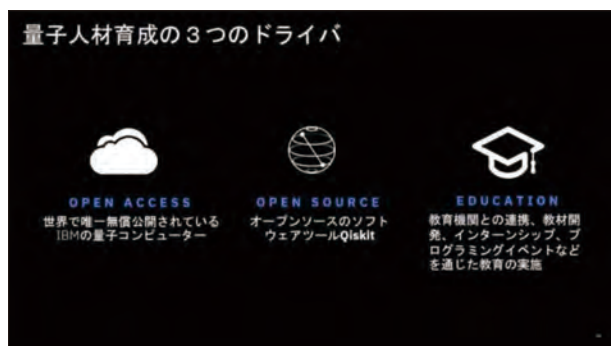 量子人材育成の３つのドライバ
OPEN ACCESS
世界で唯一無償公開されている
IBMの量子コンピューター
OPEN SOURCE
オープンソースのソフト
ウェアツールQiskit
EDUCATION
教育機関との連携、教材開
発、インターンシップ、プ
ログラミングイベントなど
を通じた教育の実施